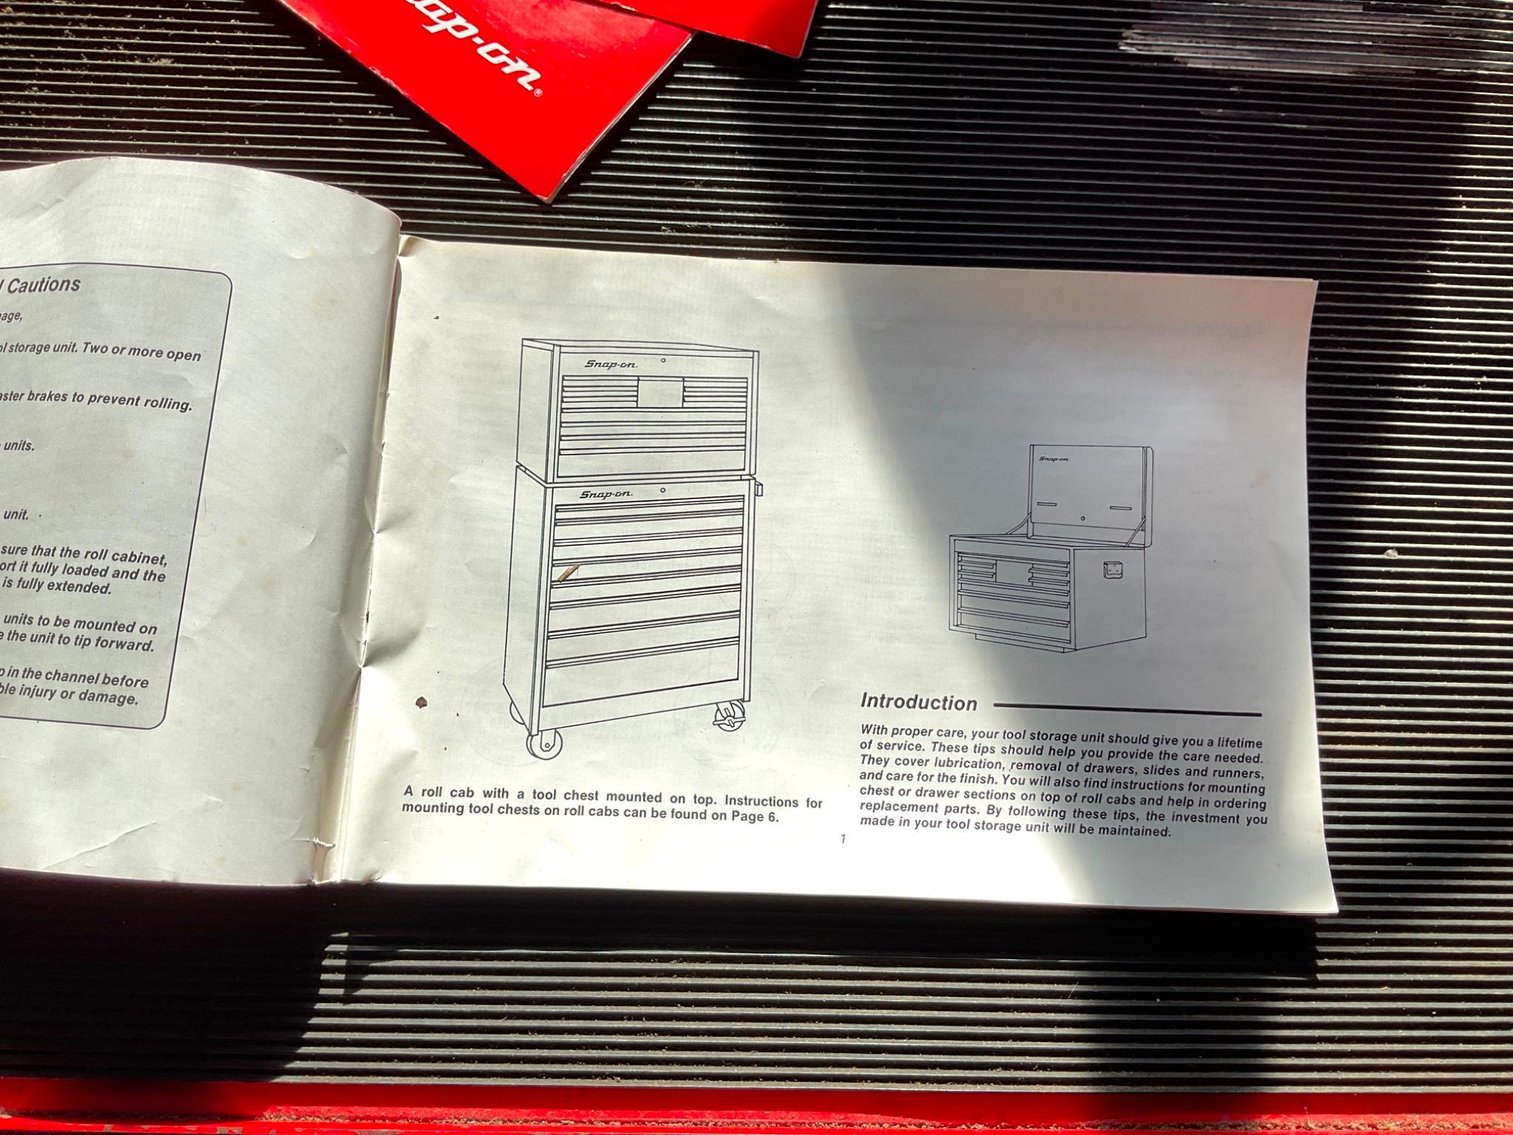 Snap-on
Cautions
storage unit. Two or more open
brakes to prevent rolling.
units.
unit.
sure that the roll cabinet,
it fully loaded and the
is fully extended.
units to be mounted on
the unit to tip forward.
in the channel before
injury or damage.
Snap-on
Snap-on
A roll cab with a tool chest mounted on top. Instructions for
mounting tool chests on roll cabs can be found on Page 6.
Snap-on
Introduction
With proper care, your tool storage unit should give you a lifetime
of service. These tips should help you provide the care needed.
They cover lubrication, removal of drawers, slides and runners,
and care for the finish. You will also find instructions for mounting
chest or drawer sections on top of roll cabs and help in ordering
replacement parts. By following these tips, the investment you
made in your tool storage unit will be maintained.
1